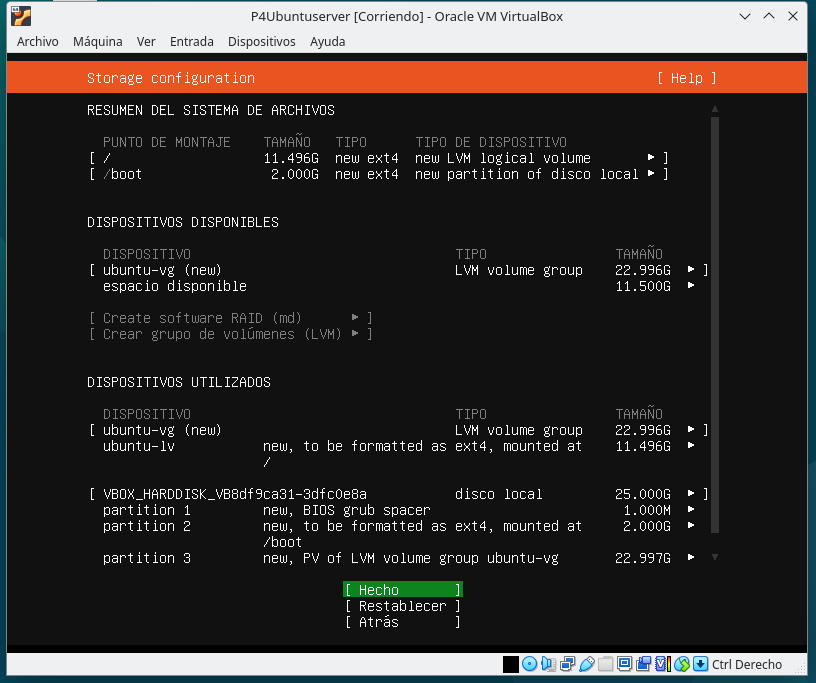 P4Ubuntuserver [Corriendo] - Oracle VM VirtualBox
Archivo Máquina Ver Entrada Dispositivos Ayuda
Storage configuration [ Help ]
RESUMEN DEL SISTEMA DE ARCHIVOS
PUNTO DE MONTAJE TAMAÑO TIPO TIPO DE DISPOSITIVO
[ / 11.496G new ext4 new LVM logical volume ▸ ]
[ /boot 2.000G new ext4 new partition of disco local ▸ ]
DISPOSITIVOS DISPONIBLES
DISPOSITIVO TIPO TAMAÑO
[ ubuntu-vg (new) LVM volume group 22.996G ▸ ]
espacio disponible 11.500G ▸
[ Create software RAID (md) ▸ ]
[ Crear grupo de volúmenes (LVM) ▸ ]
DISPOSITIVOS UTILIZADOS
DISPOSITIVO TIPO TAMAÑO
[ ubuntu-vg (new) LVM volume group 22.996G ▸ ]
ubuntu-lv new, to be formatted as ext4, mounted at 11.496G ▸
/
[ VBOX_HARDDISK_VB8df9ca31-3dfc0e8a disco local 25.000G ▸ ]
partition 1 new, BIOS grub spacer 1.000M ▸
partition 2 new, to be formatted as ext4, mounted at 2.000G ▸
/boot
partition 3 new, PV of LVM volume group ubuntu-vg 22.997G ▸
[ Hecho ]
[ Restablecer ]
[ Atrás ]
Ctrl Derecho